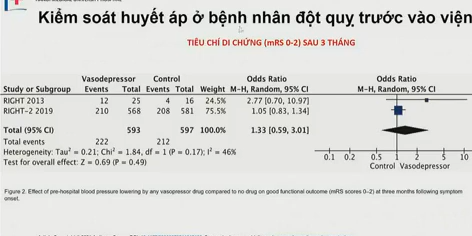 Kiểm soát huyết áp ở bệnh nhân đột quỵ trước vào viện
TIÊU CHÍ DI CHỨNG (mRS 0-2) SAU 3 THÁNG
Vasodepressor Control Odds Ratio Odds Ratio
Study or Subgroup Events Total Events Total Weight M-H, Random, 95% CI M-H, Random, 95% CI
RIGHT 2013 12 25 4 16 24.5% 2.77 [0.70, 10.97]
RIGHT-2 2019 210 568 208 581 75.5% 1.05 [0.83, 1.34]
Total (95% CI) 593 597 100.0% 1.33 [0.59, 3.01]
Total events 222 212
Heterogeneity: Tau² = 0.21; Chi² = 1.84, df = 1 (P = 0.17); I² = 46%
Test for overall effect: Z = 0.69 (P = 0.49)
0.1 0.2 0.5 1 2 5 10
Control Vasodepressor
Figure 2. Effect of pre-hospital blood pressure lowering by any vasopressor drug compared to no drug on good functional outcome (mRS scores 0–2) at three months following symptom
onset.